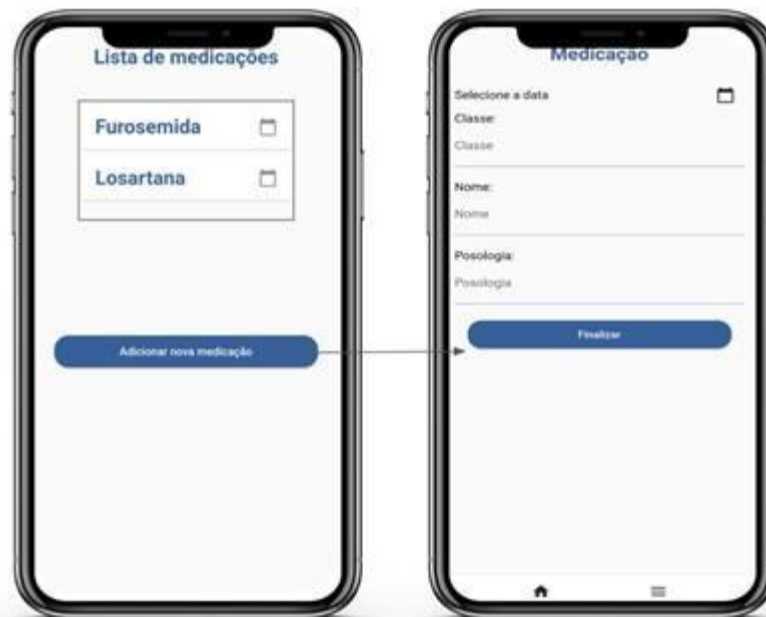 Lista de medicações
Furosemida
Losartana
Adicionar nova medicação
Medicação
Selecione a data
Classe:
Classe
Nome:
Nome
Posologia:
Posologia
Finalizar